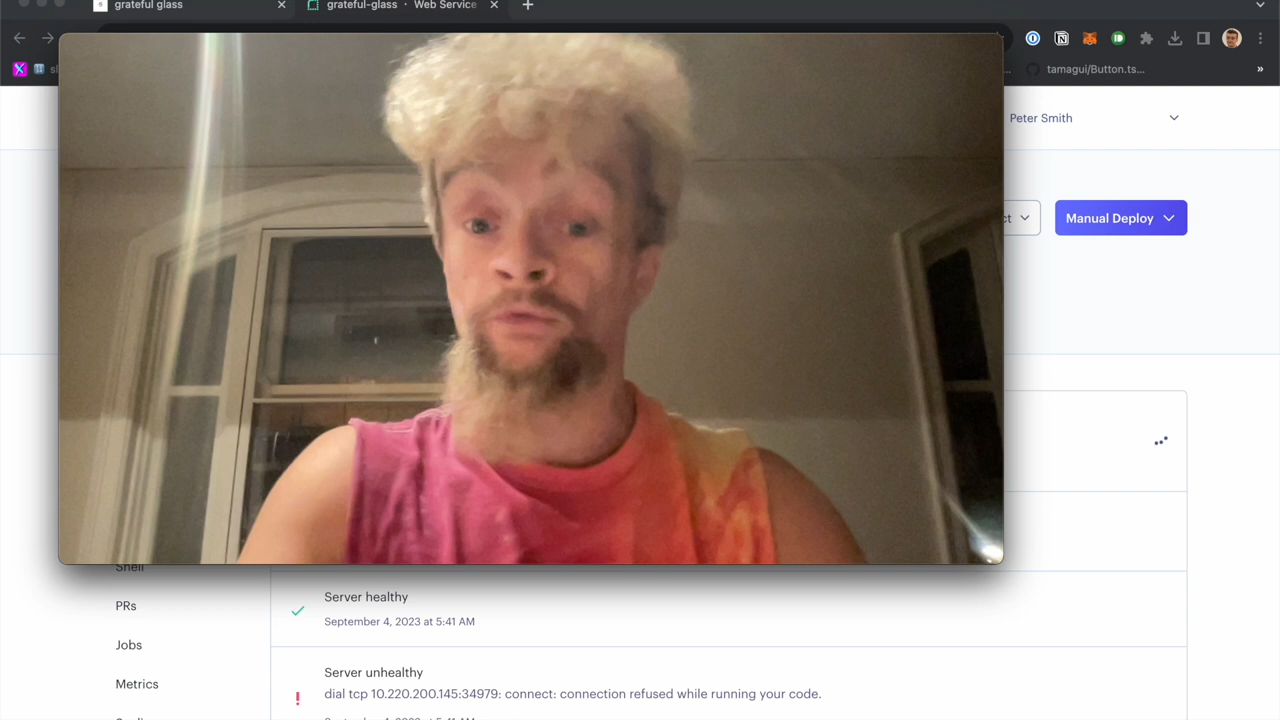 grateful glass
grateful-glass · Web Service
tamagui/Button.ts...
Peter Smith
Manual Deploy
Shell
PRs
Jobs
Metrics
Server healthy
September 4, 2023 at 5:41 AM
Server unhealthy
dial tcp 10.220.200.145:34979: connect: connection refused while running your code.